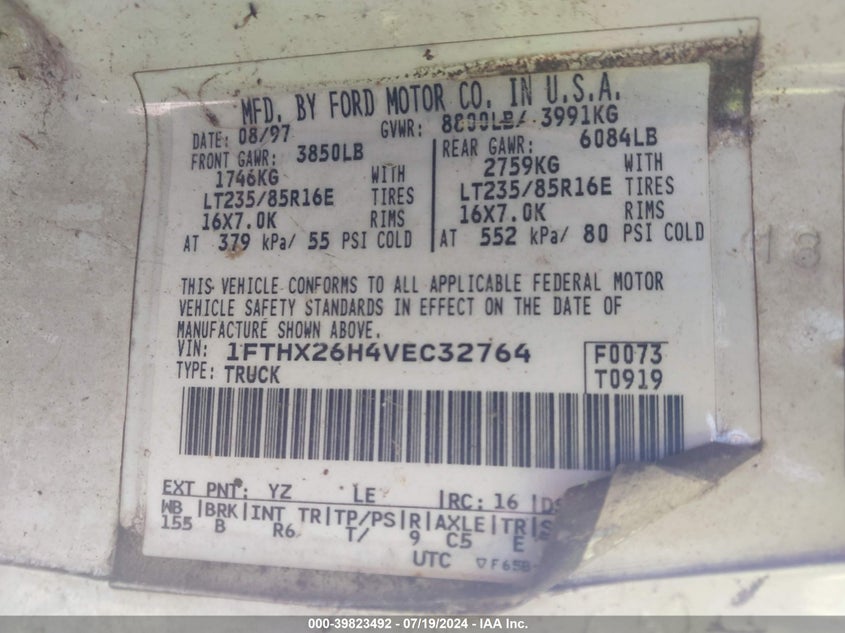 MFD. BY FORD MOTOR CO. IN U.S.A.
DATE: 08/97 GVWR: 8800LB/ 3991KG
FRONT GAWR: 3850LB REAR GAWR: 6084LB
1746KG WITH 2759KG WITH
LT235/85R16E TIRES LT235/85R16E TIRES
16X7.0K RIMS 16X7.0K RIMS
AT 379 kPa/ 55 PSI COLD AT 552 kPa/ 80 PSI COLD
THIS VEHICLE CONFORMS TO ALL APPLICABLE FEDERAL MOTOR
VEHICLE SAFETY STANDARDS IN EFFECT ON THE DATE OF
MANUFACTURE SHOWN ABOVE.
VIN: 1FTHX26H4VEC32764 F0073
TYPE: TRUCK T0919
EXT PNT: YZ LE |RC: 16 |DS
WB |BRK|INT TR|TP/PS|R|AXLE|TR|S
155 B R6 T/ 9 C5 E
UTC ▽F65B-
18
000-39823492 - 07/19/2024 - IAA Inc.